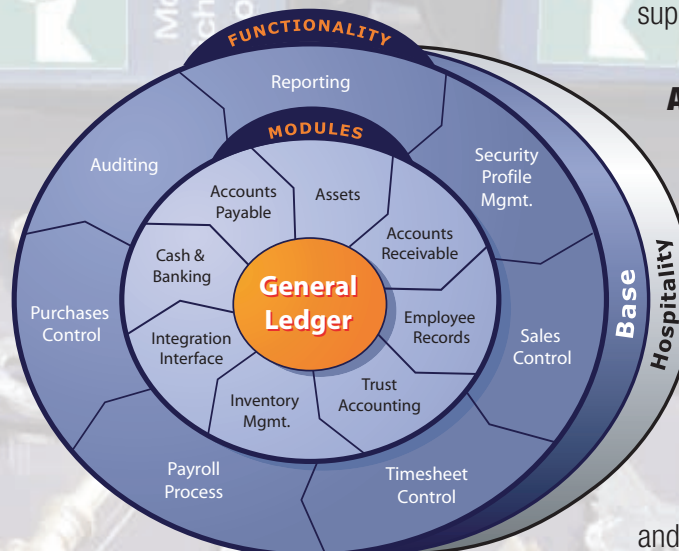 sup
FUNCTIONALITY
Reporting
MODULES
Auditing
Security
Profile
Mgmt.
Accounts
Payable
Assets
Accounts
Receivable
Cash &
Banking
General
Ledger
Purchases
Control
Integration
Interface
Employee
Records
Sales
Control
Base
Hospitality
Inventory
Mgmt.
Trust
Accounting
Payroll
Process
Timesheet
Control
and